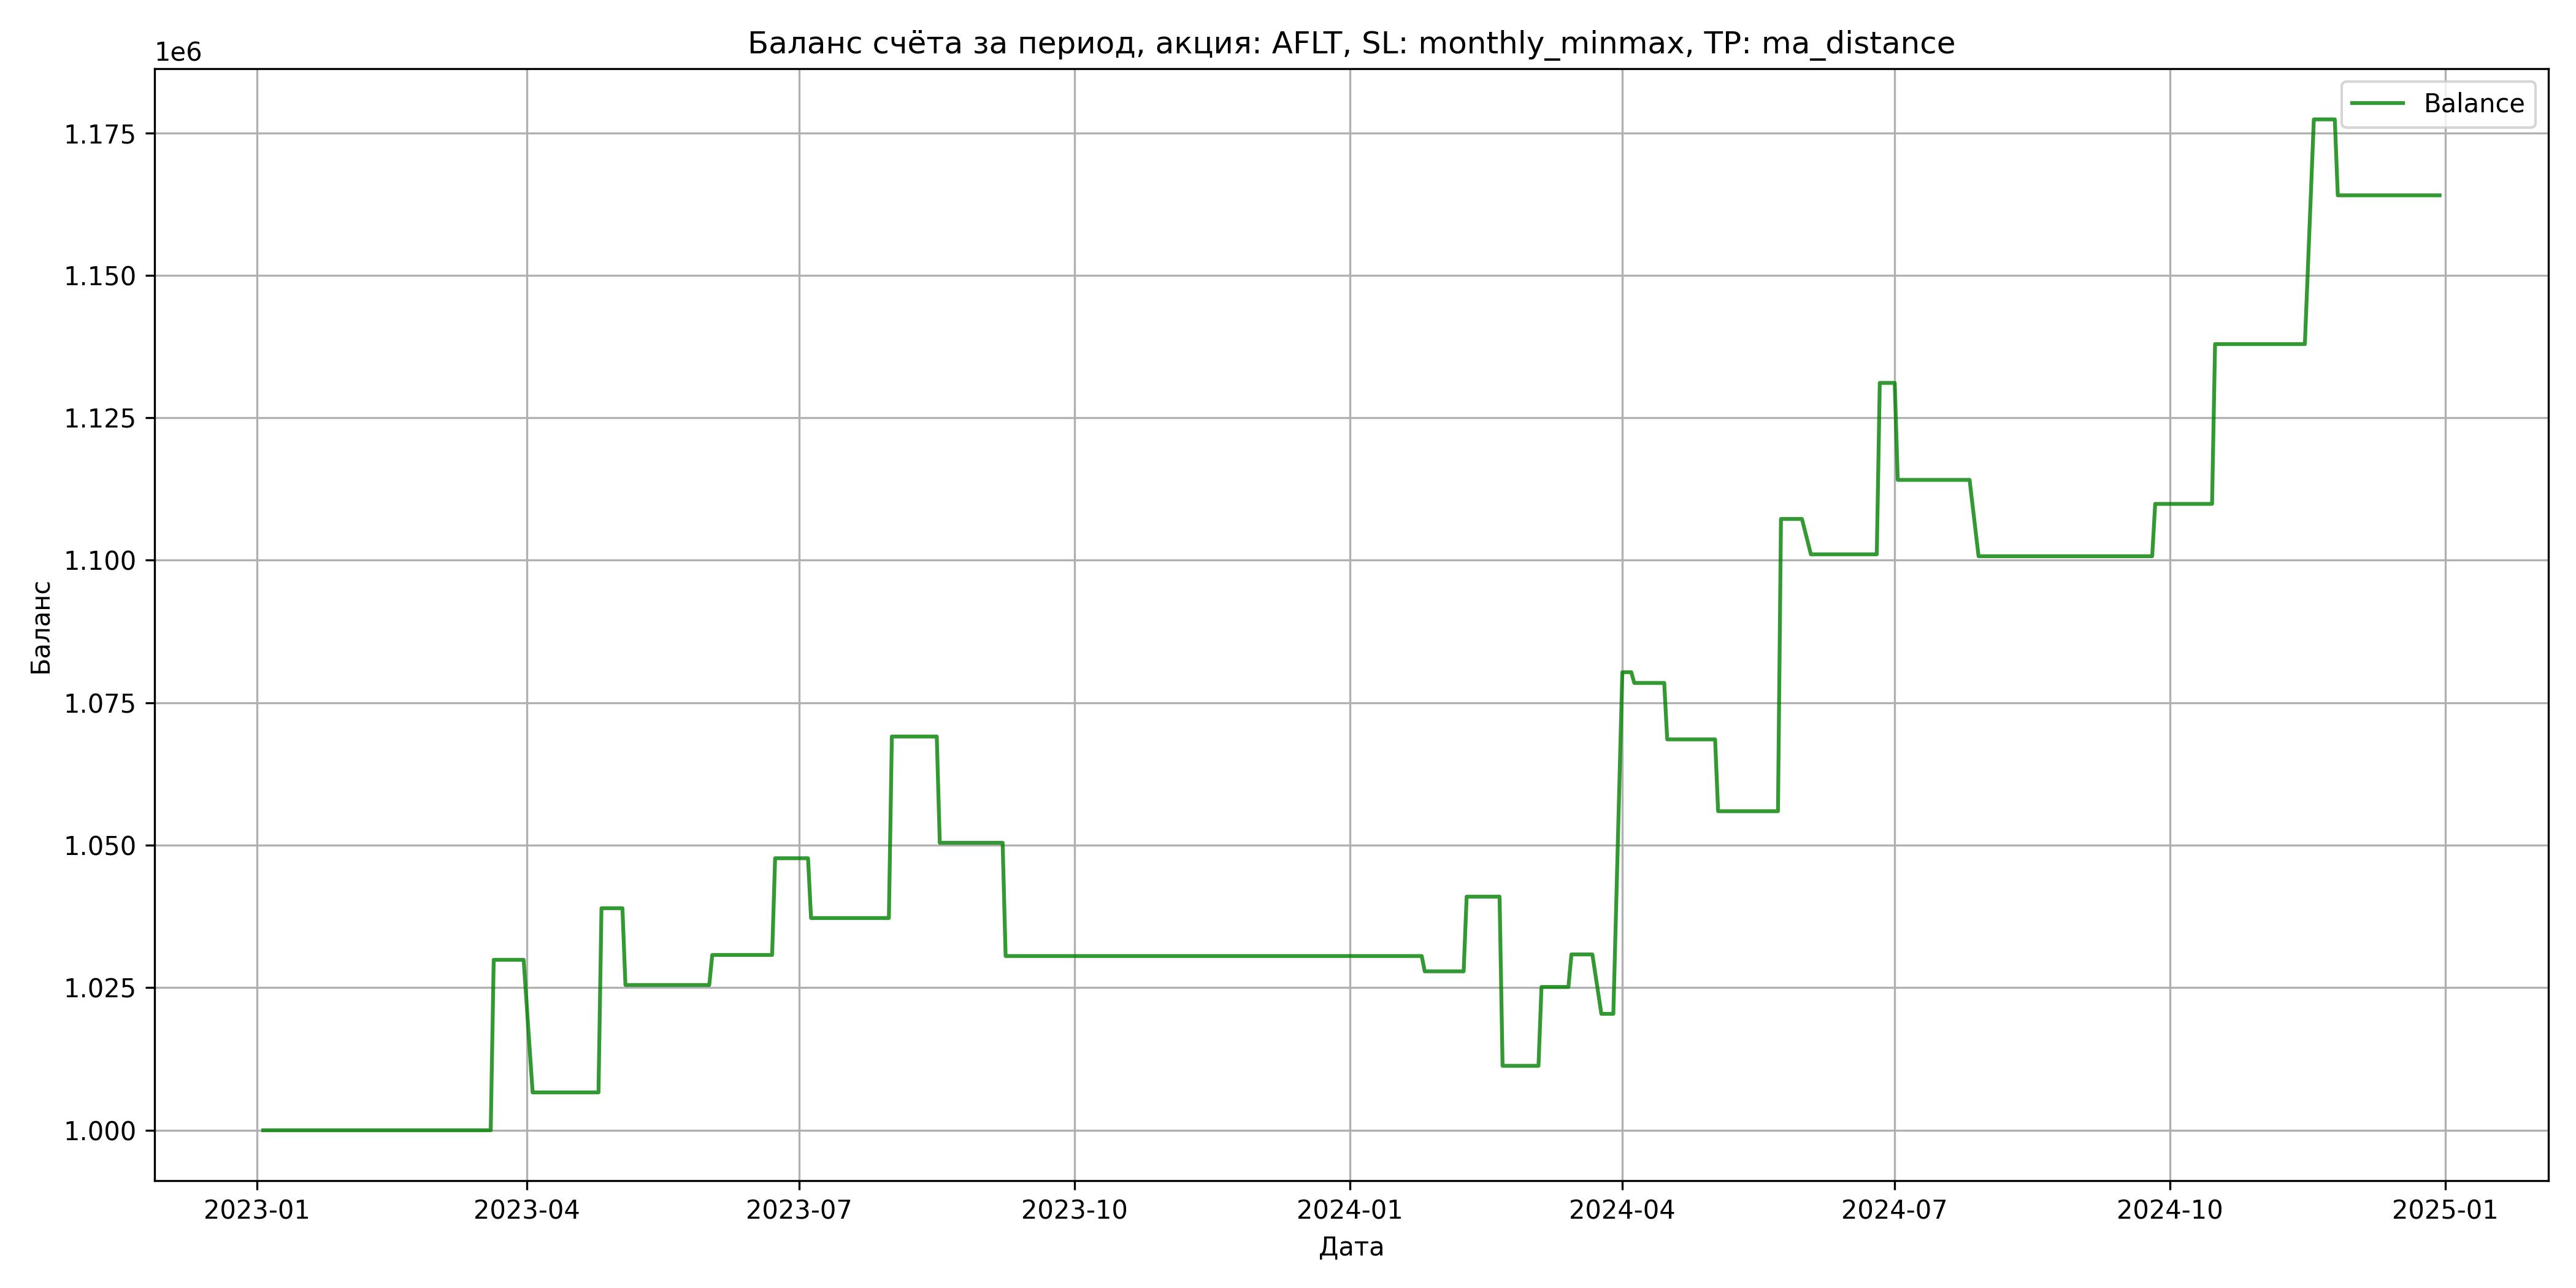 Баланс счёта за период, акция: AFLT, SL: monthly_minmax, TP: ma_distance
1e6
Balance
1.175
1.150
1.125
1.100
1.075
1.050
1.025
1.000
Баланс
2023-01 2023-04 2023-07 2023-10 2024-01 2024-04 2024-07 2024-10 2025-01
Дата